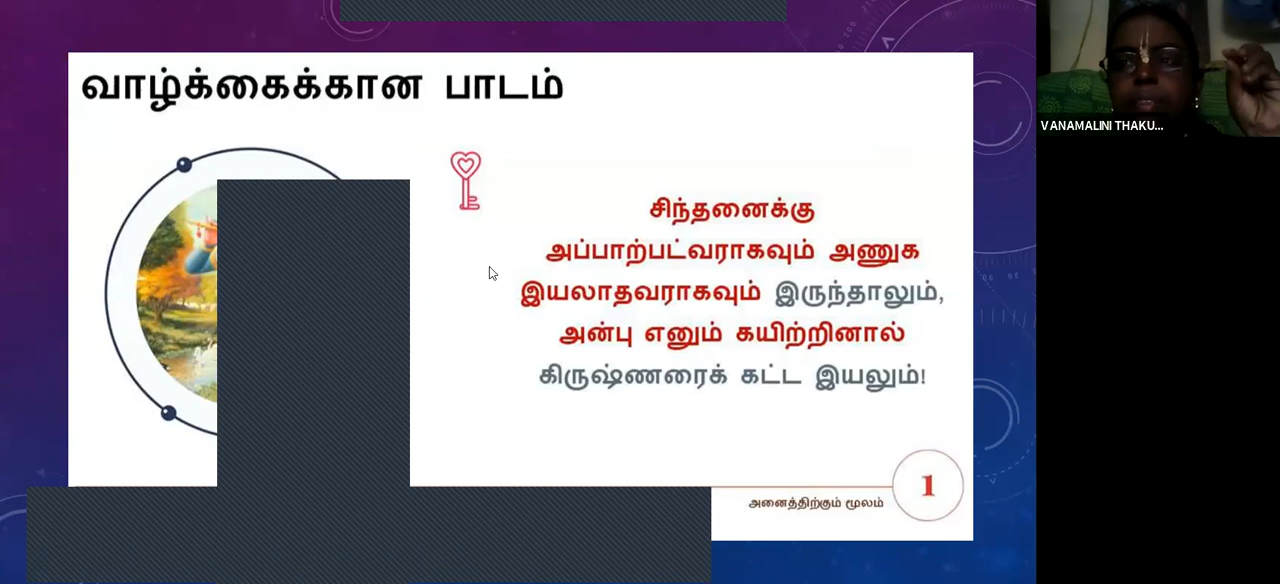 வாழ்க்கைக்கான பாடம்
சிந்தனைக்கு
அப்பாற்பட்வராகவும் அணுக
இயலாதவராகவும் இருந்தாலும்,
அன்பு எனும் கயிற்றினால்
கிருஷ்ணரைக் கட்ட இயலும்!
அனைத்திற்கும் மூலம்
1
VANAMALINI THAKU...